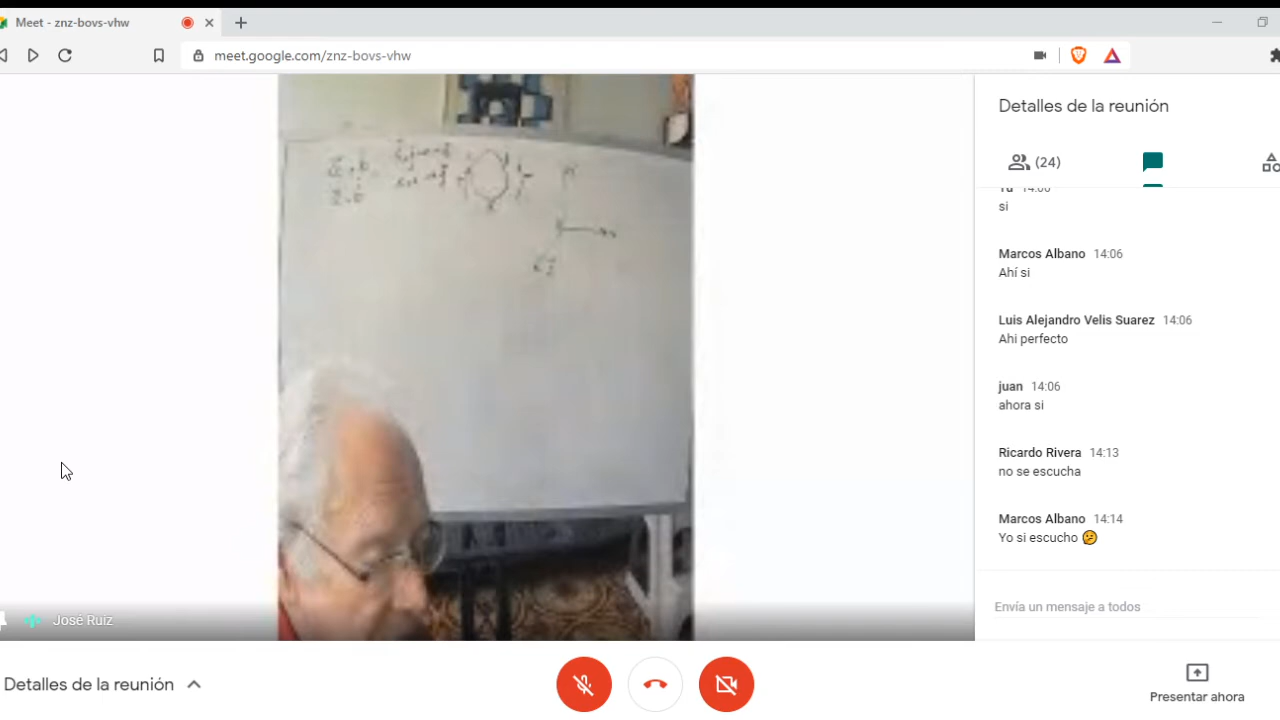 Meet - znz-bovs-vhw
meet.google.com/znz-bovs-vhw
Detalles de la reunión
(24)
Tú 14:06
si
Marcos Albano 14:06
Ahí si
Luis Alejandro Velis Suarez 14:06
Ahi perfecto
juan 14:06
ahora si
Ricardo Rivera 14:13
no se escucha
Marcos Albano 14:14
Yo si escucho 🤔
Envía un mensaje a todos
José Ruiz
Detalles de la reunión
Presentar ahora